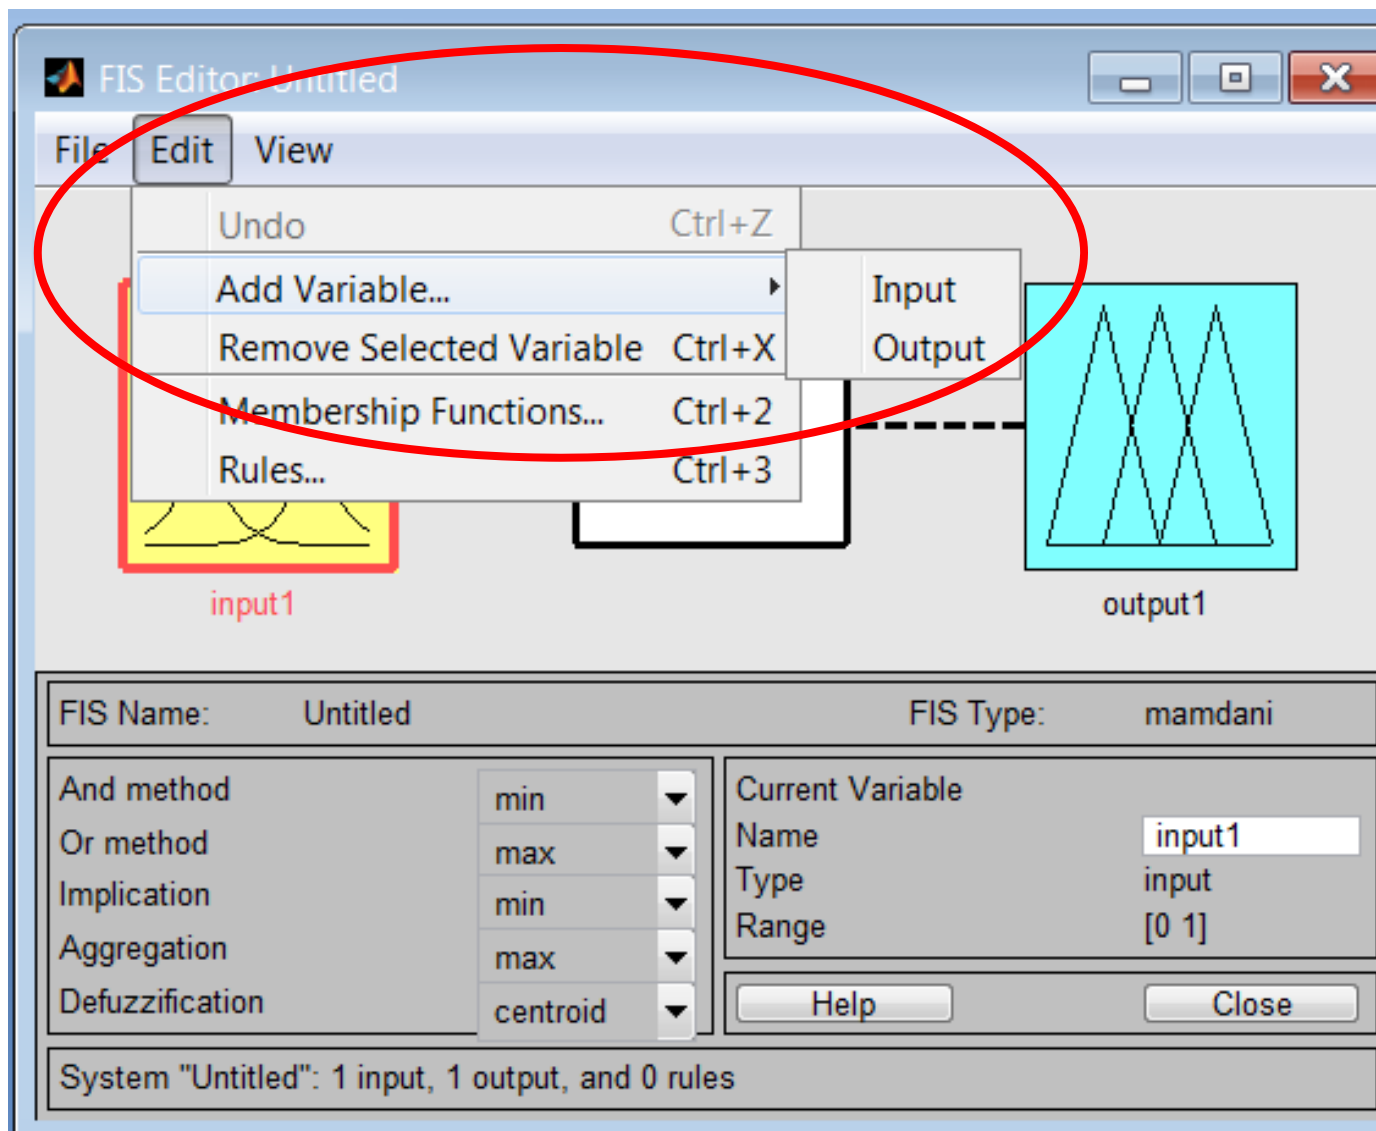 FIS Editor: Untitled
File Edit View
Undo Ctrl+Z
Add Variable...
Remove Selected Variable Ctrl+X
Membership Functions... Ctrl+2
Rules... Ctrl+3
Input
Output
input1
output1
FIS Name: Untitled
FIS Type: mamdani
And method min
Or method max
Implication min
Aggregation max
Defuzzification centroid
Current Variable
Name input1
Type input
Range [0 1]
Help Close
System "Untitled": 1 input, 1 output, and 0 rules